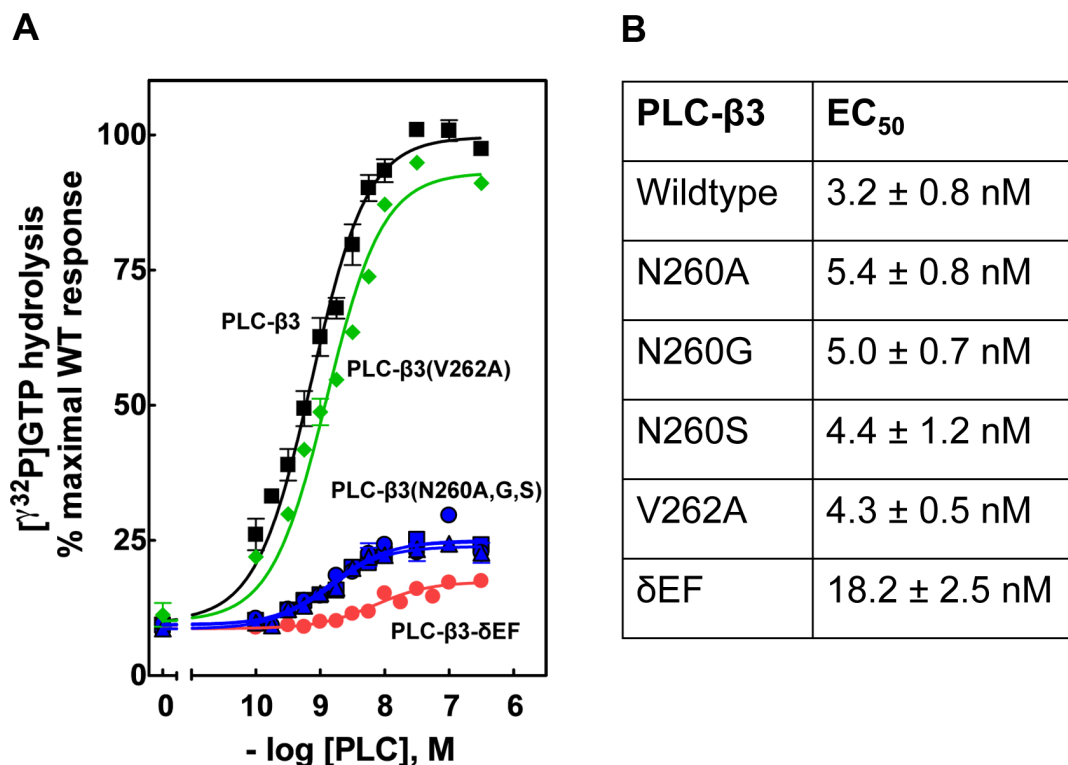 A
B
[γ³²P]GTP hydrolysis
% maximal WT response
100
75
50
25
0
PLC-β3
PLC-β3(V262A)
PLC-β3(N260A,G,S)
PLC-β3-δEF
0 10 9 8 7 6
- log [PLC], M
PLC-β3 EC₅₀
Wildtype 3.2 ± 0.8 nM
N260A 5.4 ± 0.8 nM
N260G 5.0 ± 0.7 nM
N260S 4.4 ± 1.2 nM
V262A 4.3 ± 0.5 nM
δEF 18.2 ± 2.5 nM